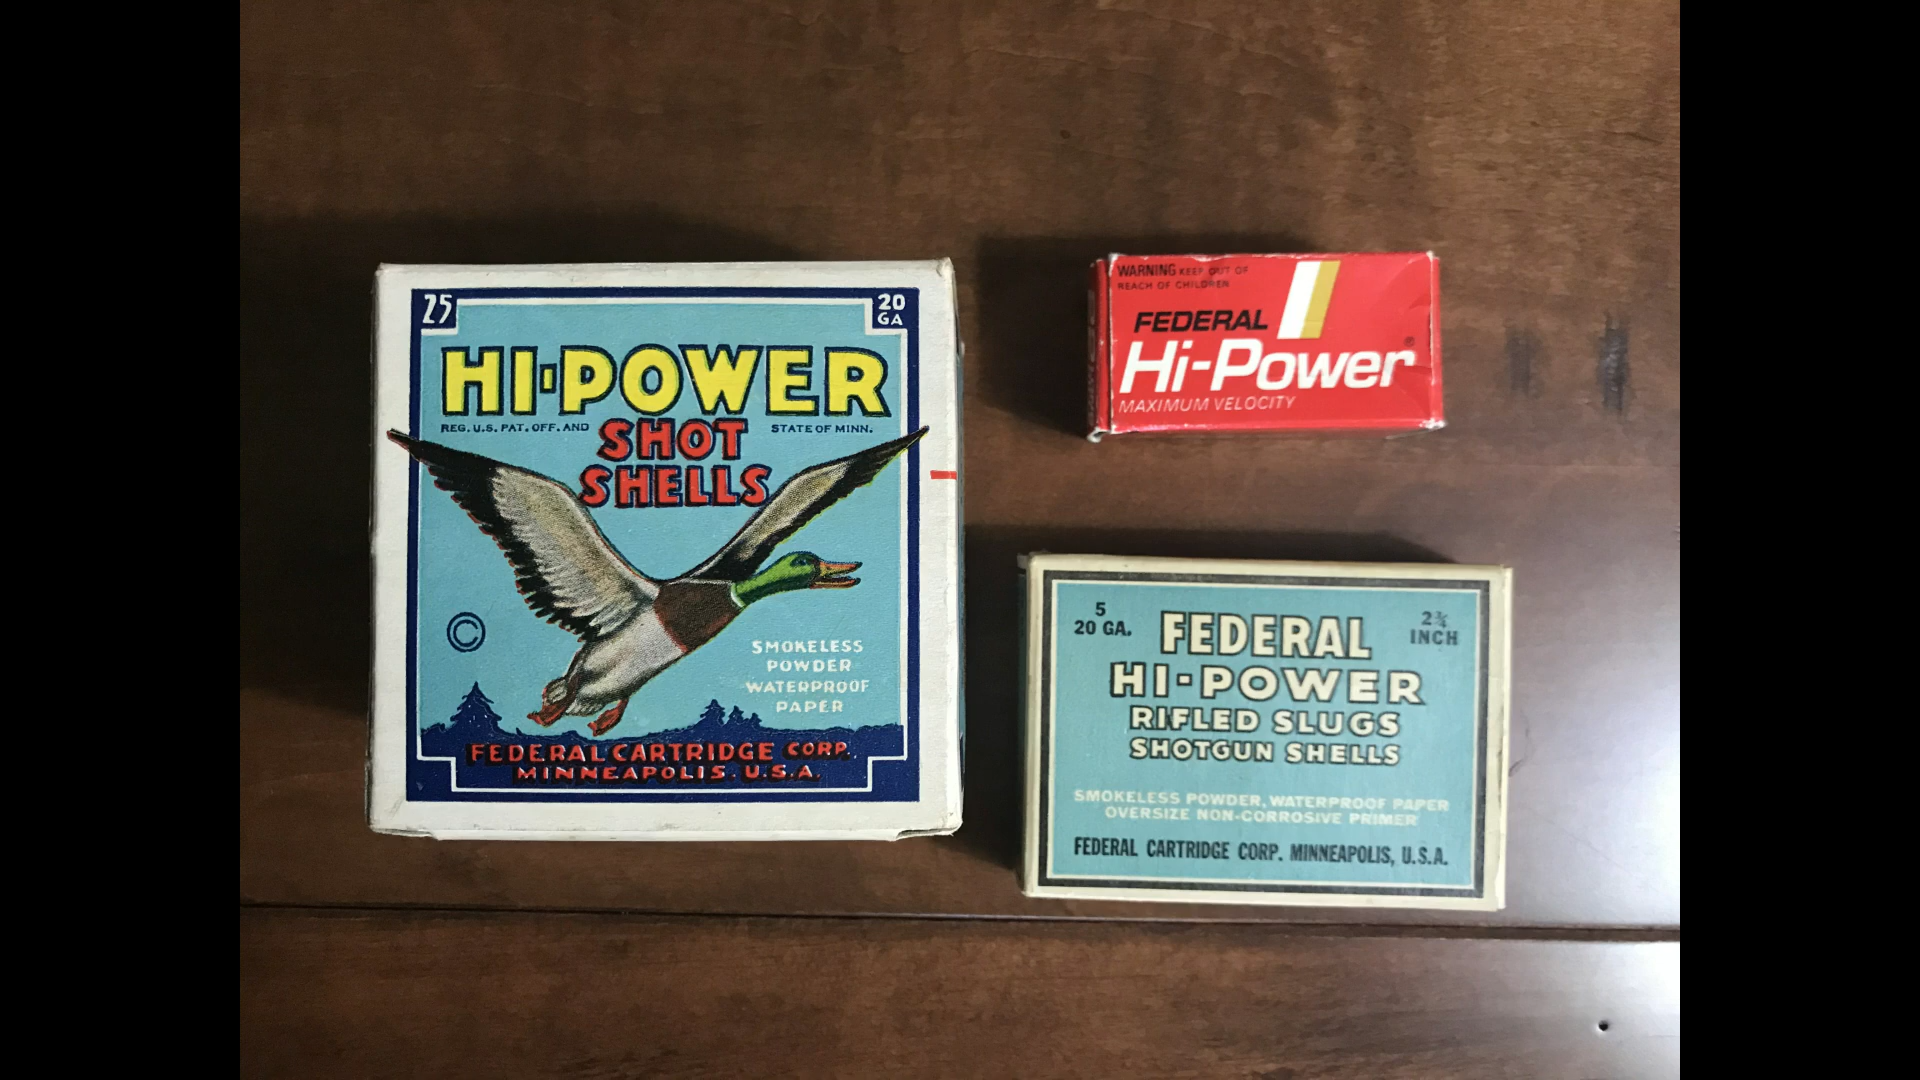 25
20
GA
HI-POWER
REG. U.S. PAT. OFF. AND
STATE OF MINN.
SHOT
SHELLS
©
SMOKELESS
POWDER
WATERPROOF
PAPER
FEDERAL CARTRIDGE CORP.
MINNEAPOLIS. U.S.A.
WARNING KEEP OUT OF
REACH OF CHILDREN
FEDERAL
Hi-Power®
MAXIMUM VELOCITY
5
20 GA.
2¾
INCH
FEDERAL
HI-POWER
RIFLED SLUGS
SHOTGUN SHELLS
SMOKELESS POWDER, WATERPROOF PAPER
OVERSIZE NON-CORROSIVE PRIMER
FEDERAL CARTRIDGE CORP. MINNEAPOLIS, U.S.A.